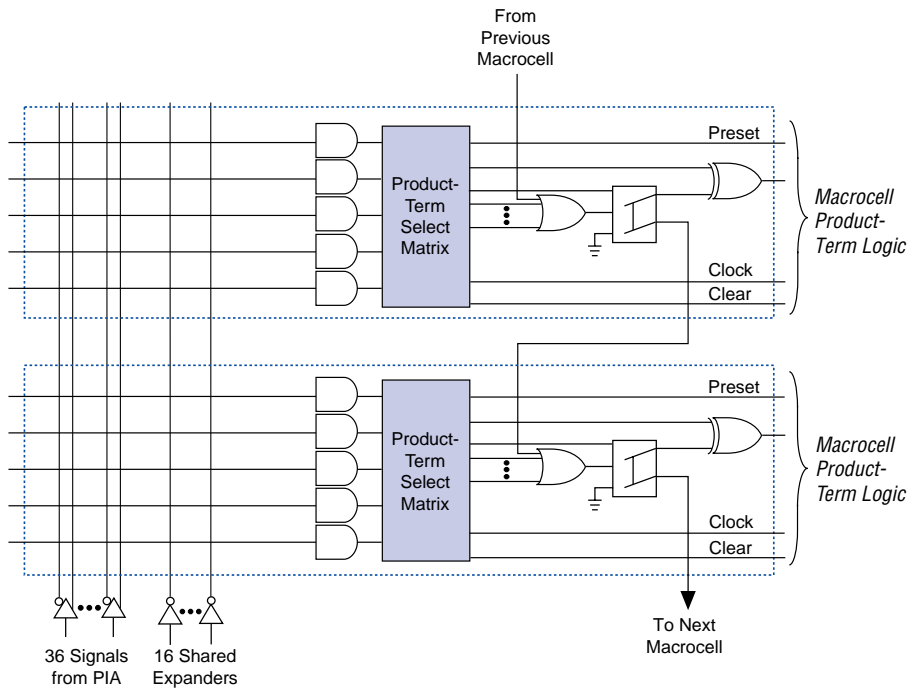 From
Previous
Macrocell
Preset
Product-
Term
Select
Matrix
Macrocell
Product-
Term Logic
Clock
Clear
Preset
Product-
Term
Select
Matrix
Macrocell
Product-
Term Logic
Clock
Clear
36 Signals
from PIA
16 Shared
Expanders
To Next
Macrocell